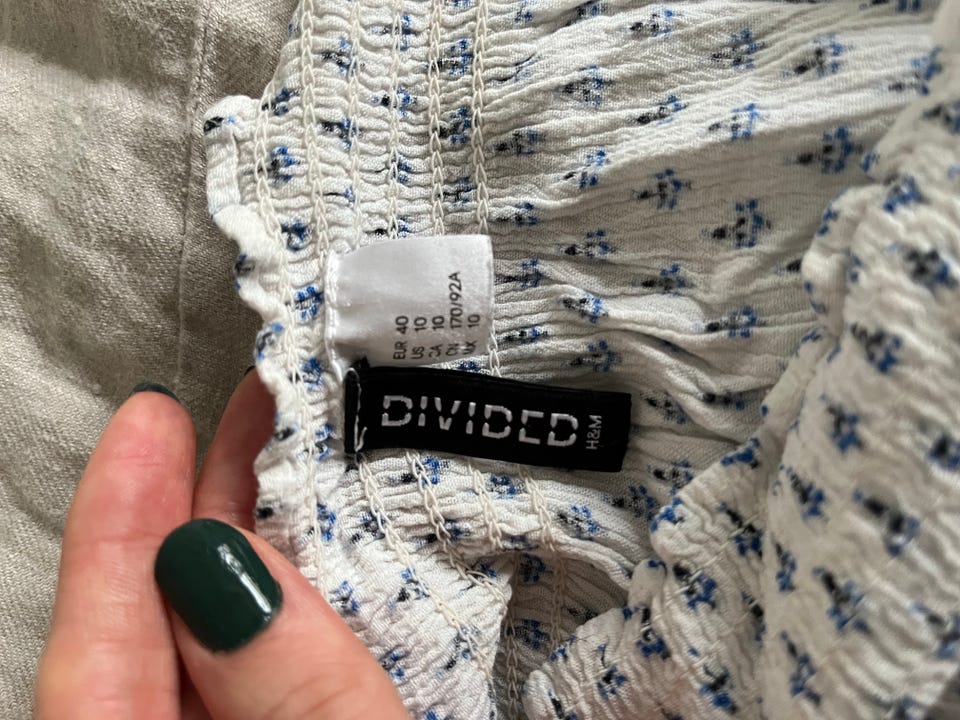 EUR 40
US 10
CA 10
CN 170/92A
MX 10
DIVIDED
H&M